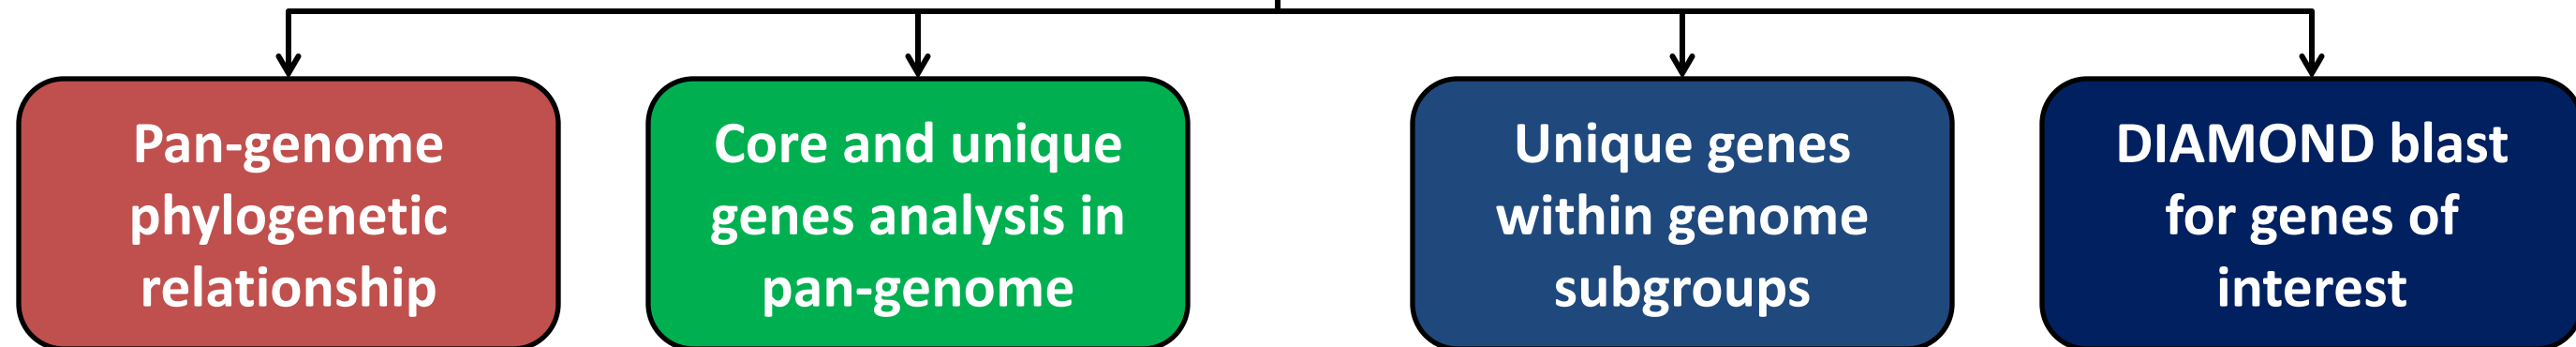 Pan-genome
phylogenetic
relationship
Core and unique
genes analysis in
pan-genome
Unique genes
within genome
subgroups
DIAMOND blast
for genes of
interest